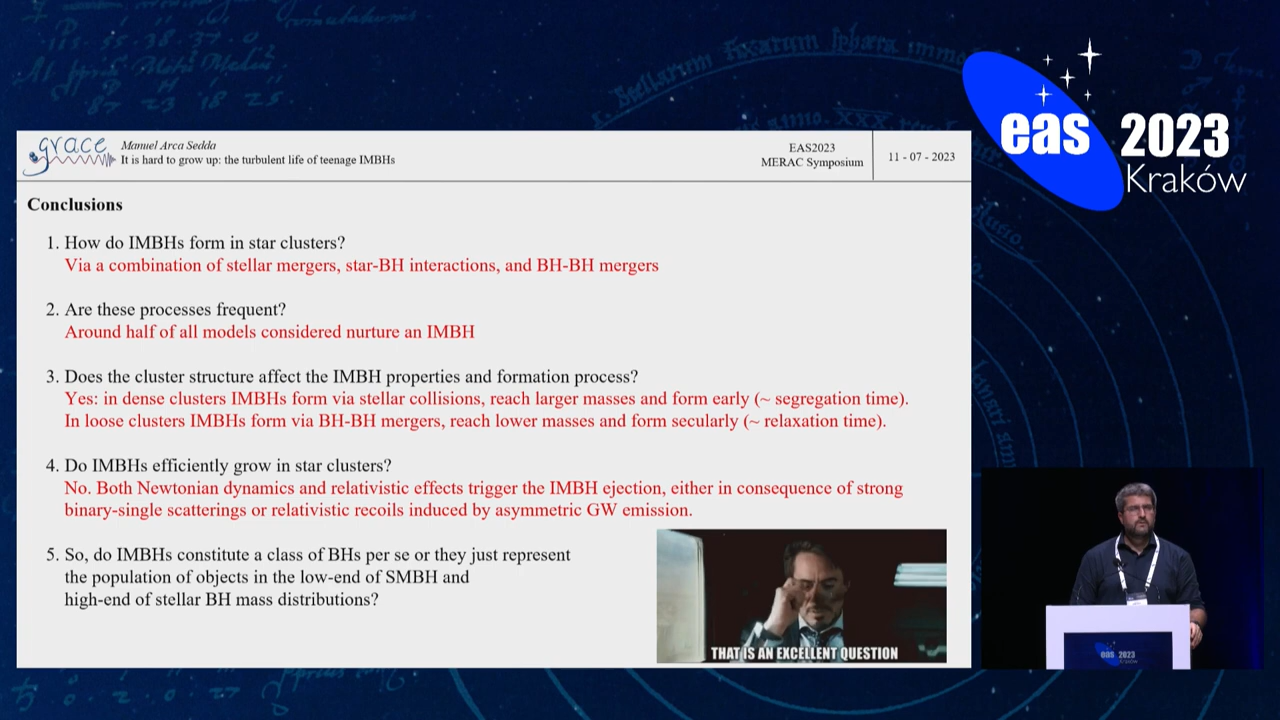 eas 2023
Kraków
grace
Manuel Arca Sedda
It is hard to grow up: the turbulent life of teenage IMBHs
EAS2023
MERAC Symposium
11 - 07 - 2023
Conclusions
1. How do IMBHs form in star clusters?
Via a combination of stellar mergers, star-BH interactions, and BH-BH mergers
2. Are these processes frequent?
Around half of all models considered nurture an IMBH
3. Does the cluster structure affect the IMBH properties and formation process?
Yes: in dense clusters IMBHs form via stellar collisions, reach larger masses and form early (~ segregation time).
In loose clusters IMBHs form via BH-BH mergers, reach lower masses and form secularly (~ relaxation time).
4. Do IMBHs efficiently grow in star clusters?
No. Both Newtonian dynamics and relativistic effects trigger the IMBH ejection, either in consequence of strong
binary-single scatterings or relativistic recoils induced by asymmetric GW emission.
5. So, do IMBHs constitute a class of BHs per se or they just represent
the population of objects in the low-end of SMBH and
high-end of stellar BH mass distributions?
THAT IS AN EXCELLENT QUESTION
eas 2023